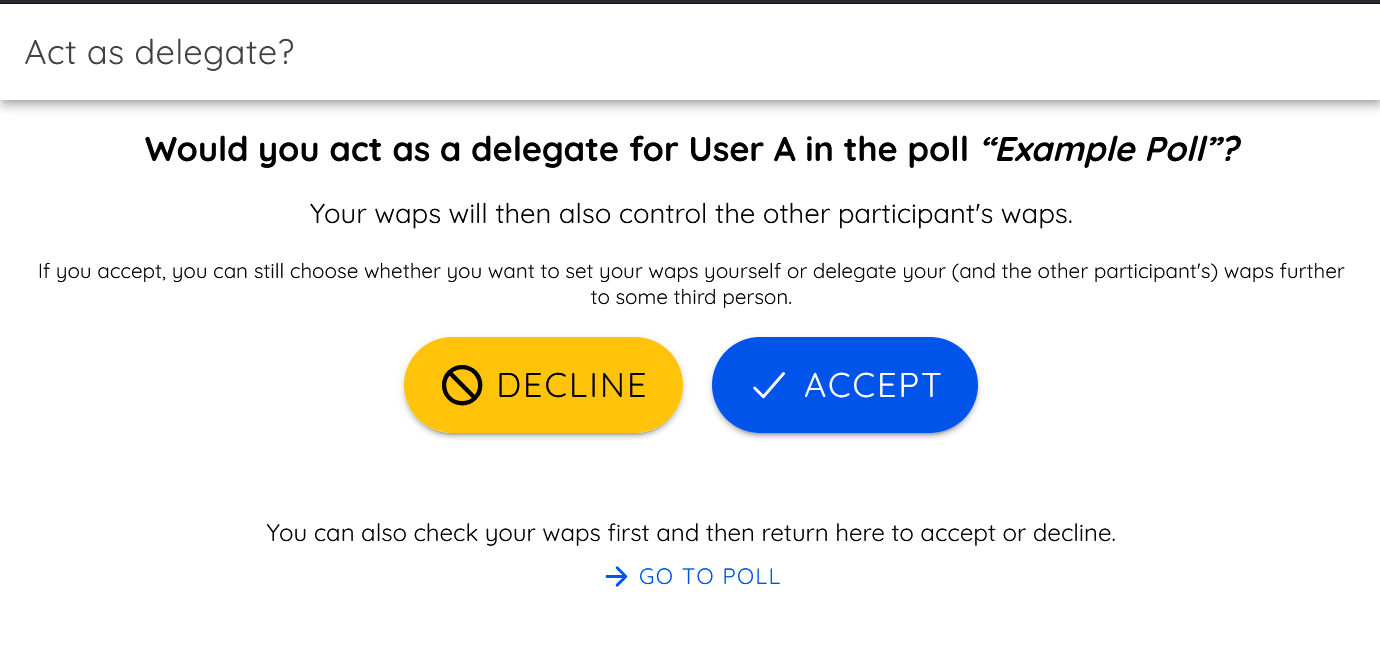 Act as delegate?
Would you act as a delegate for User A in the poll “Example Poll”?
Your waps will then also control the other participant's waps.
If you accept, you can still choose whether you want to set your waps yourself or delegate your (and the other participant's) waps further
to some third person.
DECLINE
ACCEPT
You can also check your waps first and then return here to accept or decline.
GO TO POLL